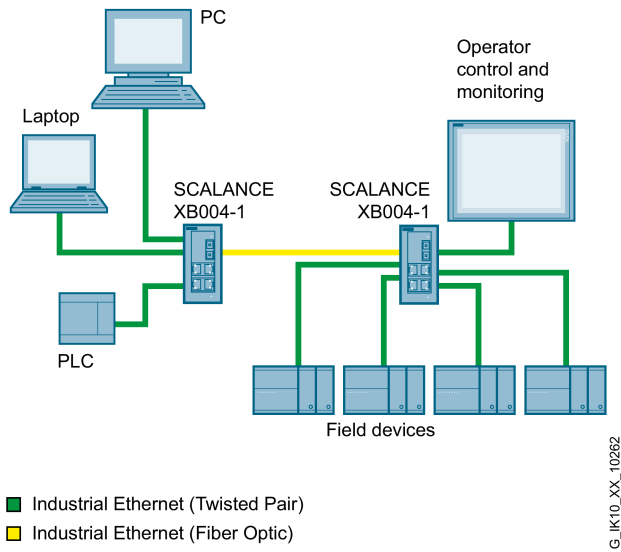 PC
Operator
control and
monitoring
Laptop
SCALANCE
XB004-1
SCALANCE
XB004-1
PLC
Field devices
Industrial Ethernet (Twisted Pair)
Industrial Ethernet (Fiber Optic)
G_IK10_XX_10262